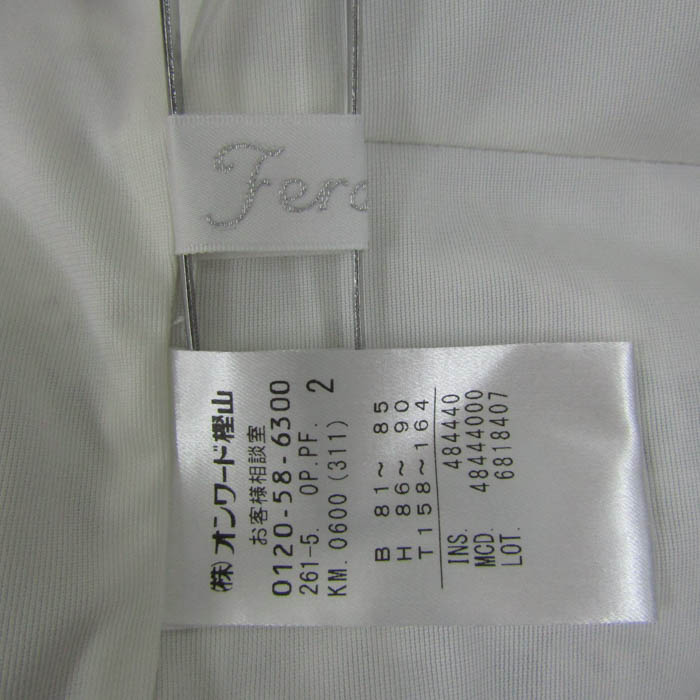 Fero
(株)オンワード樫山
お客様相談室
0120-58-6300
261-5. OP.PF.
KM.0600(311) 2
B 81～ 85
H 86～ 90
T158～164
INS. 484440
MCD. 48444000
LOT. 6818407